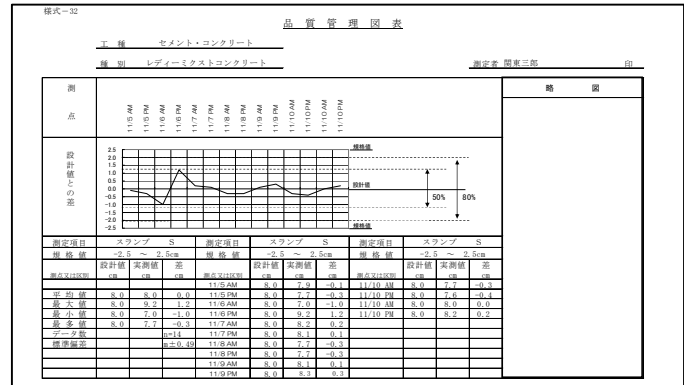 様式－32
品 質 管 理 図 表
工 種 セメント・コンクリート
種 別 レディーミクストコンクリート 測定者 関東三郎 印
測点 11/5 AM 11/5 PM 11/6 AM 11/6 PM 11/7 AM 11/7 PM 11/8 AM 11/8 PM 11/9 AM 11/9 PM 11/10 AM 11/10 PM 11/10 AM 11/10 PM
略 図
設計値との差
規格値
2.5
2.0
1.5
1.0
0.5
0.0 設計値
-0.5 50% 80%
-1.0
-1.5
-2.0
-2.5 規格値
測定項目 スランプ S 測定項目 スランプ S 測定項目 スランプ S
規 格 値 -2.5 ～ 2.5cm 規 格 値 -2.5 ～ 2.5cm 規 格 値 -2.5 ～ 2.5cm
設計値 実測値 差 設計値 実測値 差 設計値 実測値 差
測点又は区別 cm cm cm 測点又は区別 cm cm cm 測点又は区別 cm cm cm
11/5 AM 8.0 7.9 -0.1 11/10 AM 8.0 7.7 -0.3
平 均 値 8.0 8.0 0.0 11/5 PM 8.0 7.7 -0.3 11/10 PM 8.0 7.6 -0.4
最 大 値 8.0 9.2 1.2 11/6 AM 8.0 7.0 -1.0 11/10 AM 8.0 8.0 0.0
最 小 値 8.0 7.0 -1.0 11/6 PM 8.0 9.2 1.2 11/10 PM 8.0 8.2 0.2
最 多 値 8.0 7.7 -0.3 11/7 AM 8.0 8.2 0.2
データ数 n=14 11/7 PM 8.0 8.1 0.1
標準偏差 m±0.49 11/8 AM 8.0 7.7 -0.3
11/8 PM 8.0 7.7 -0.3
11/9 AM 8.0 8.1 0.1
11/9 PM 8.0 8.3 0.3